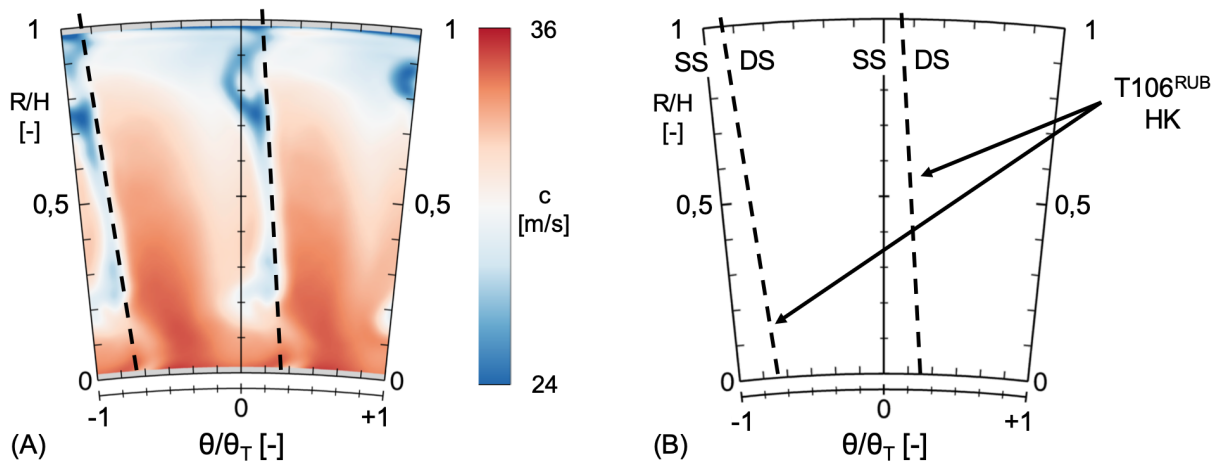 1
1
R/H
[-]
0,5
0,5
0
0
-1
0
+1
θ/θT [-]
(A)
36
c
[m/s]
24
1
1
SS
DS
SS
DS
R/H
[-]
T106RUB
HK
0,5
0,5
0
0
-1
0
+1
θ/θT [-]
(B)